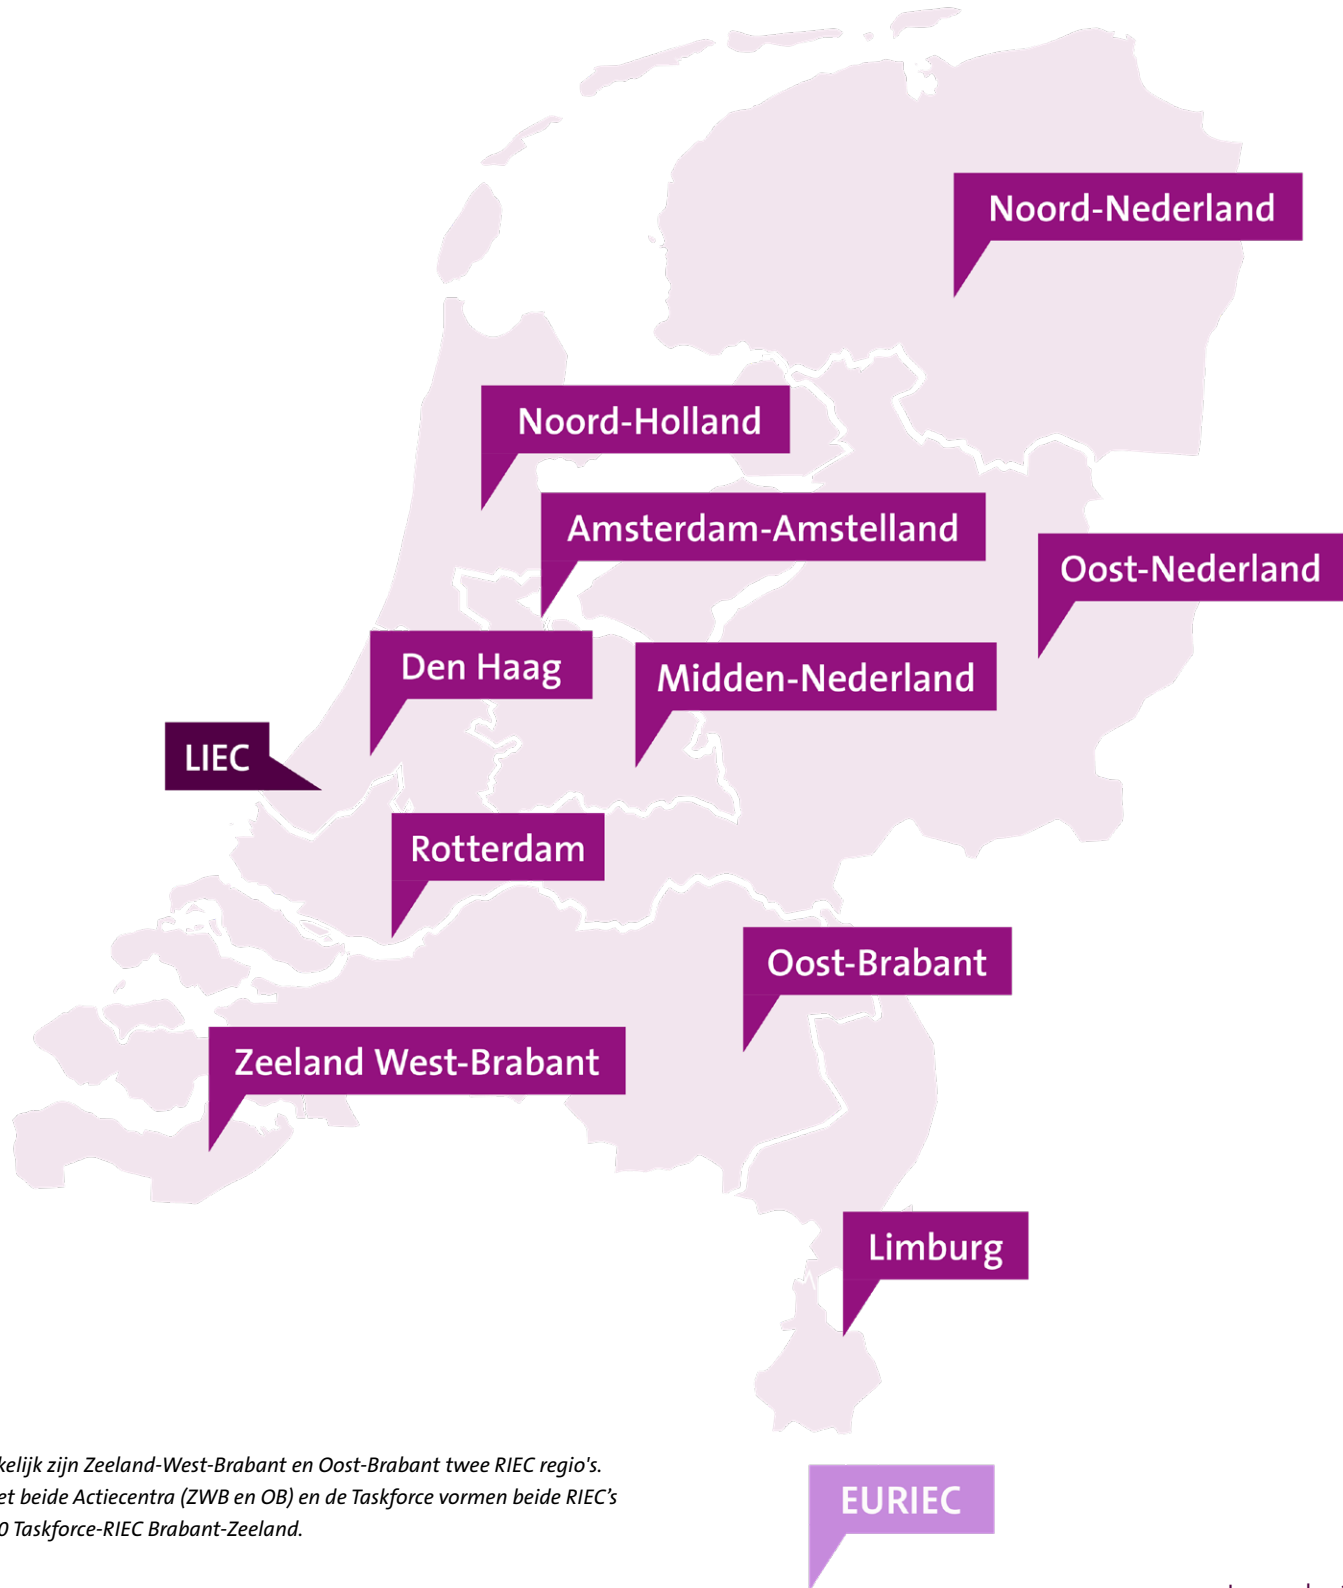 Noord-Nederland
Noord-Holland
Amsterdam-Amstelland
Oost-Nederland
Den Haag
Midden-Nederland
LIEC
Rotterdam
Oost-Brabant
Zeeland West-Brabant
Limburg
kelijk zijn Zeeland-West-Brabant en Oost-Brabant twee RIEC regio's.
et beide Actiecentra (ZWB en OB) en de Taskforce vormen beide RIEC’s
0 Taskforce-RIEC Brabant-Zeeland.
EURIEC